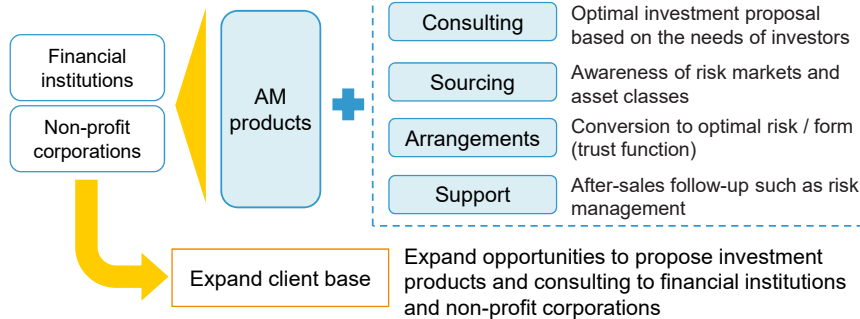 Financial
institutions
Non-profit
corporations
AM
products
Consulting
Optimal investment proposal
based on the needs of investors
Sourcing
Awareness of risk markets and
asset classes
Arrangements
Conversion to optimal risk / form
(trust function)
Support
After-sales follow-up such as risk
management
Expand client base
Expand opportunities to propose investment
products and consulting to financial institutions
and non-profit corporations